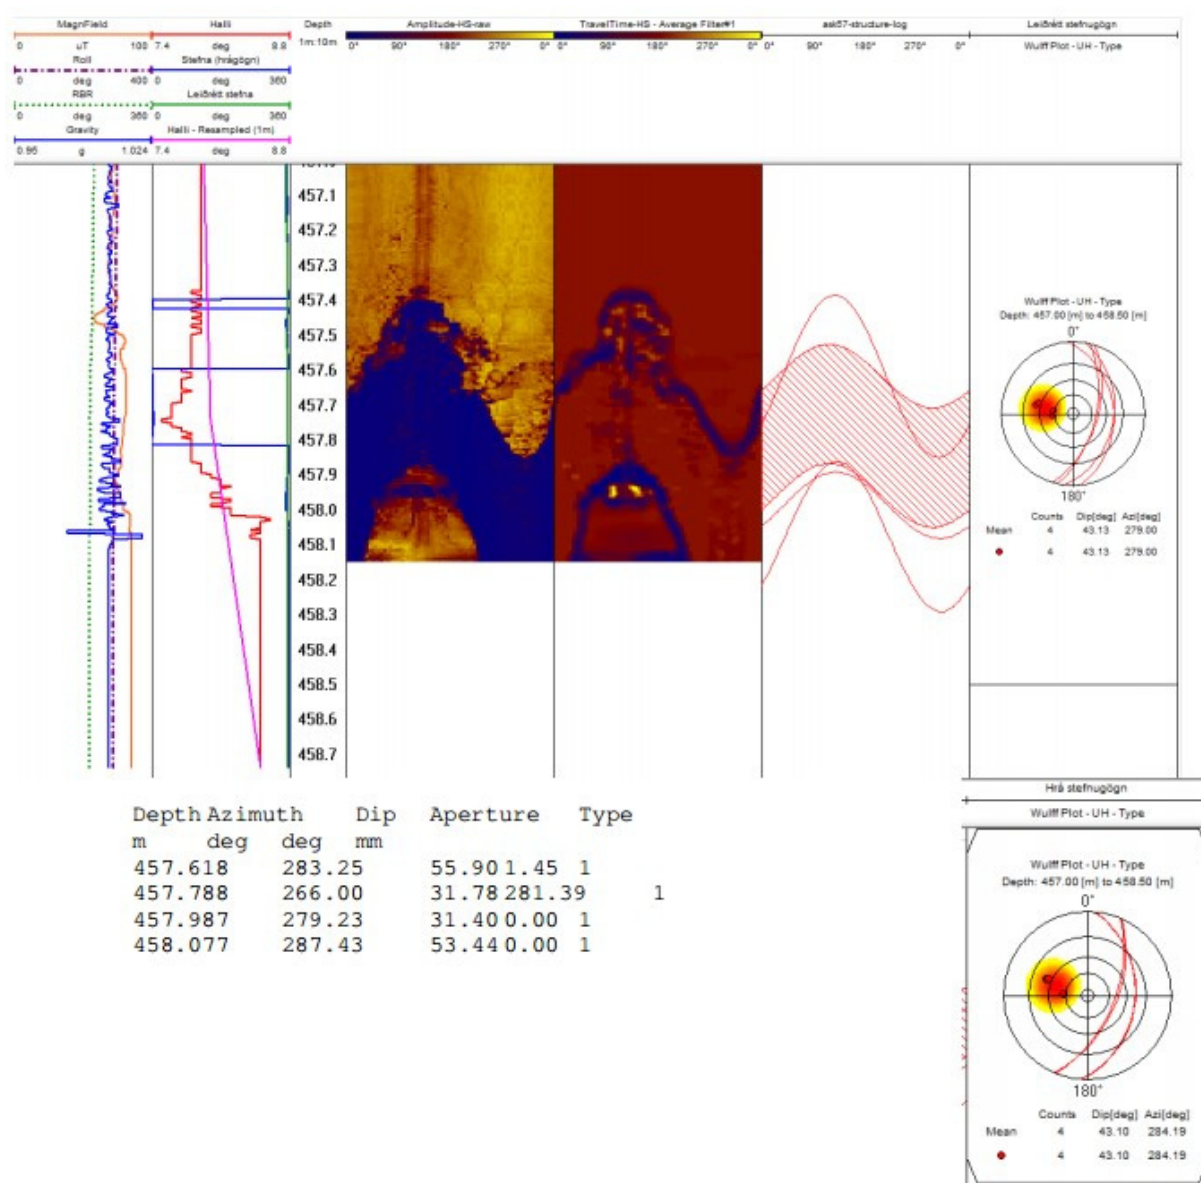 MagnField Halli Depth Amplitude-HS-raw TravelTime-HS - Average Filter#1 ask67-structure-log Leiðrékt stefnugögn
0 uT 100 7.4 deg 8.8 1m:10m 0° 90° 180° 270° 0° 0° 90° 180° 270° 0° 0° 90° 180° 270° 0° Wulff Plot - UH - Type
Roll Stefna (hrágögn)
0 deg 400 0 deg 360
RBR Leiðrékt stefna
0 deg 360 0 deg 360
Gravity Halli - Resampled (1m)
0.95 g 1.024 7.4 deg 8.8
457.1
457.2
457.3
457.4
457.5
457.6
457.7
457.8
457.9
458.0
458.1
458.2
458.3
458.4
458.5
458.6
458.7
Wulff Plot - UH - Type
Depth: 457.00 [m] to 458.50 [m]
0°
180°
Counts Dip[deg] Azi[deg]
Mean 4 43.13 279.00
4 43.13 279.00
Depth Azimuth Dip Aperture Type
m deg deg mm
457.618 283.25 55.90 1.45 1
457.788 266.00 31.78 281.39 1
457.987 279.23 31.40 0.00 1
458.077 287.43 53.44 0.00 1
Hrá stefnugögn
Wulff Plot - UH - Type
Wulff Plot - UH - Type
Depth: 457.00 [m] to 458.50 [m]
0°
180°
Counts Dip[deg] Azi[deg]
Mean 4 43.10 284.19
4 43.10 284.19